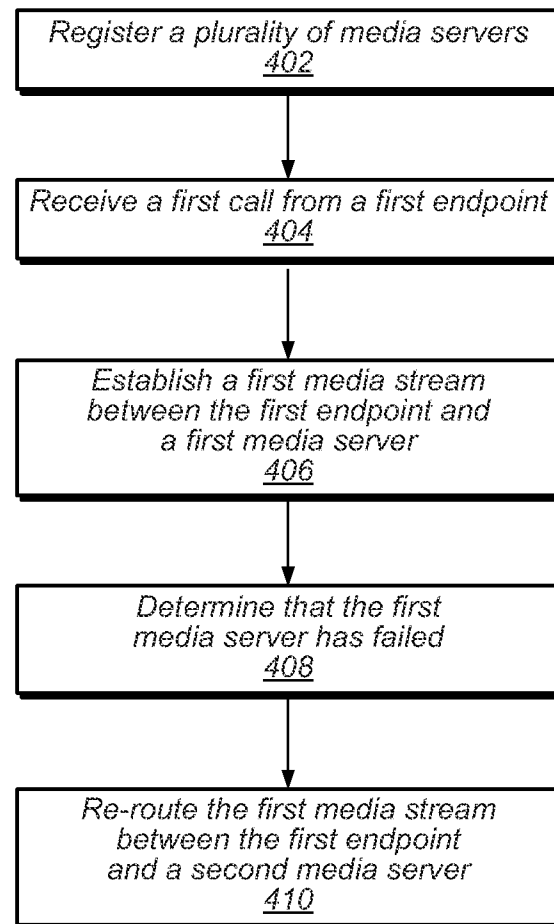 Register a plurality of media servers
402
Receive a first call from a first endpoint
404
Establish a first media stream
between the first endpoint and
a first media server
406
Determine that the first
media server has failed
408
Re-route the first media stream
between the first endpoint
and a second media server
410